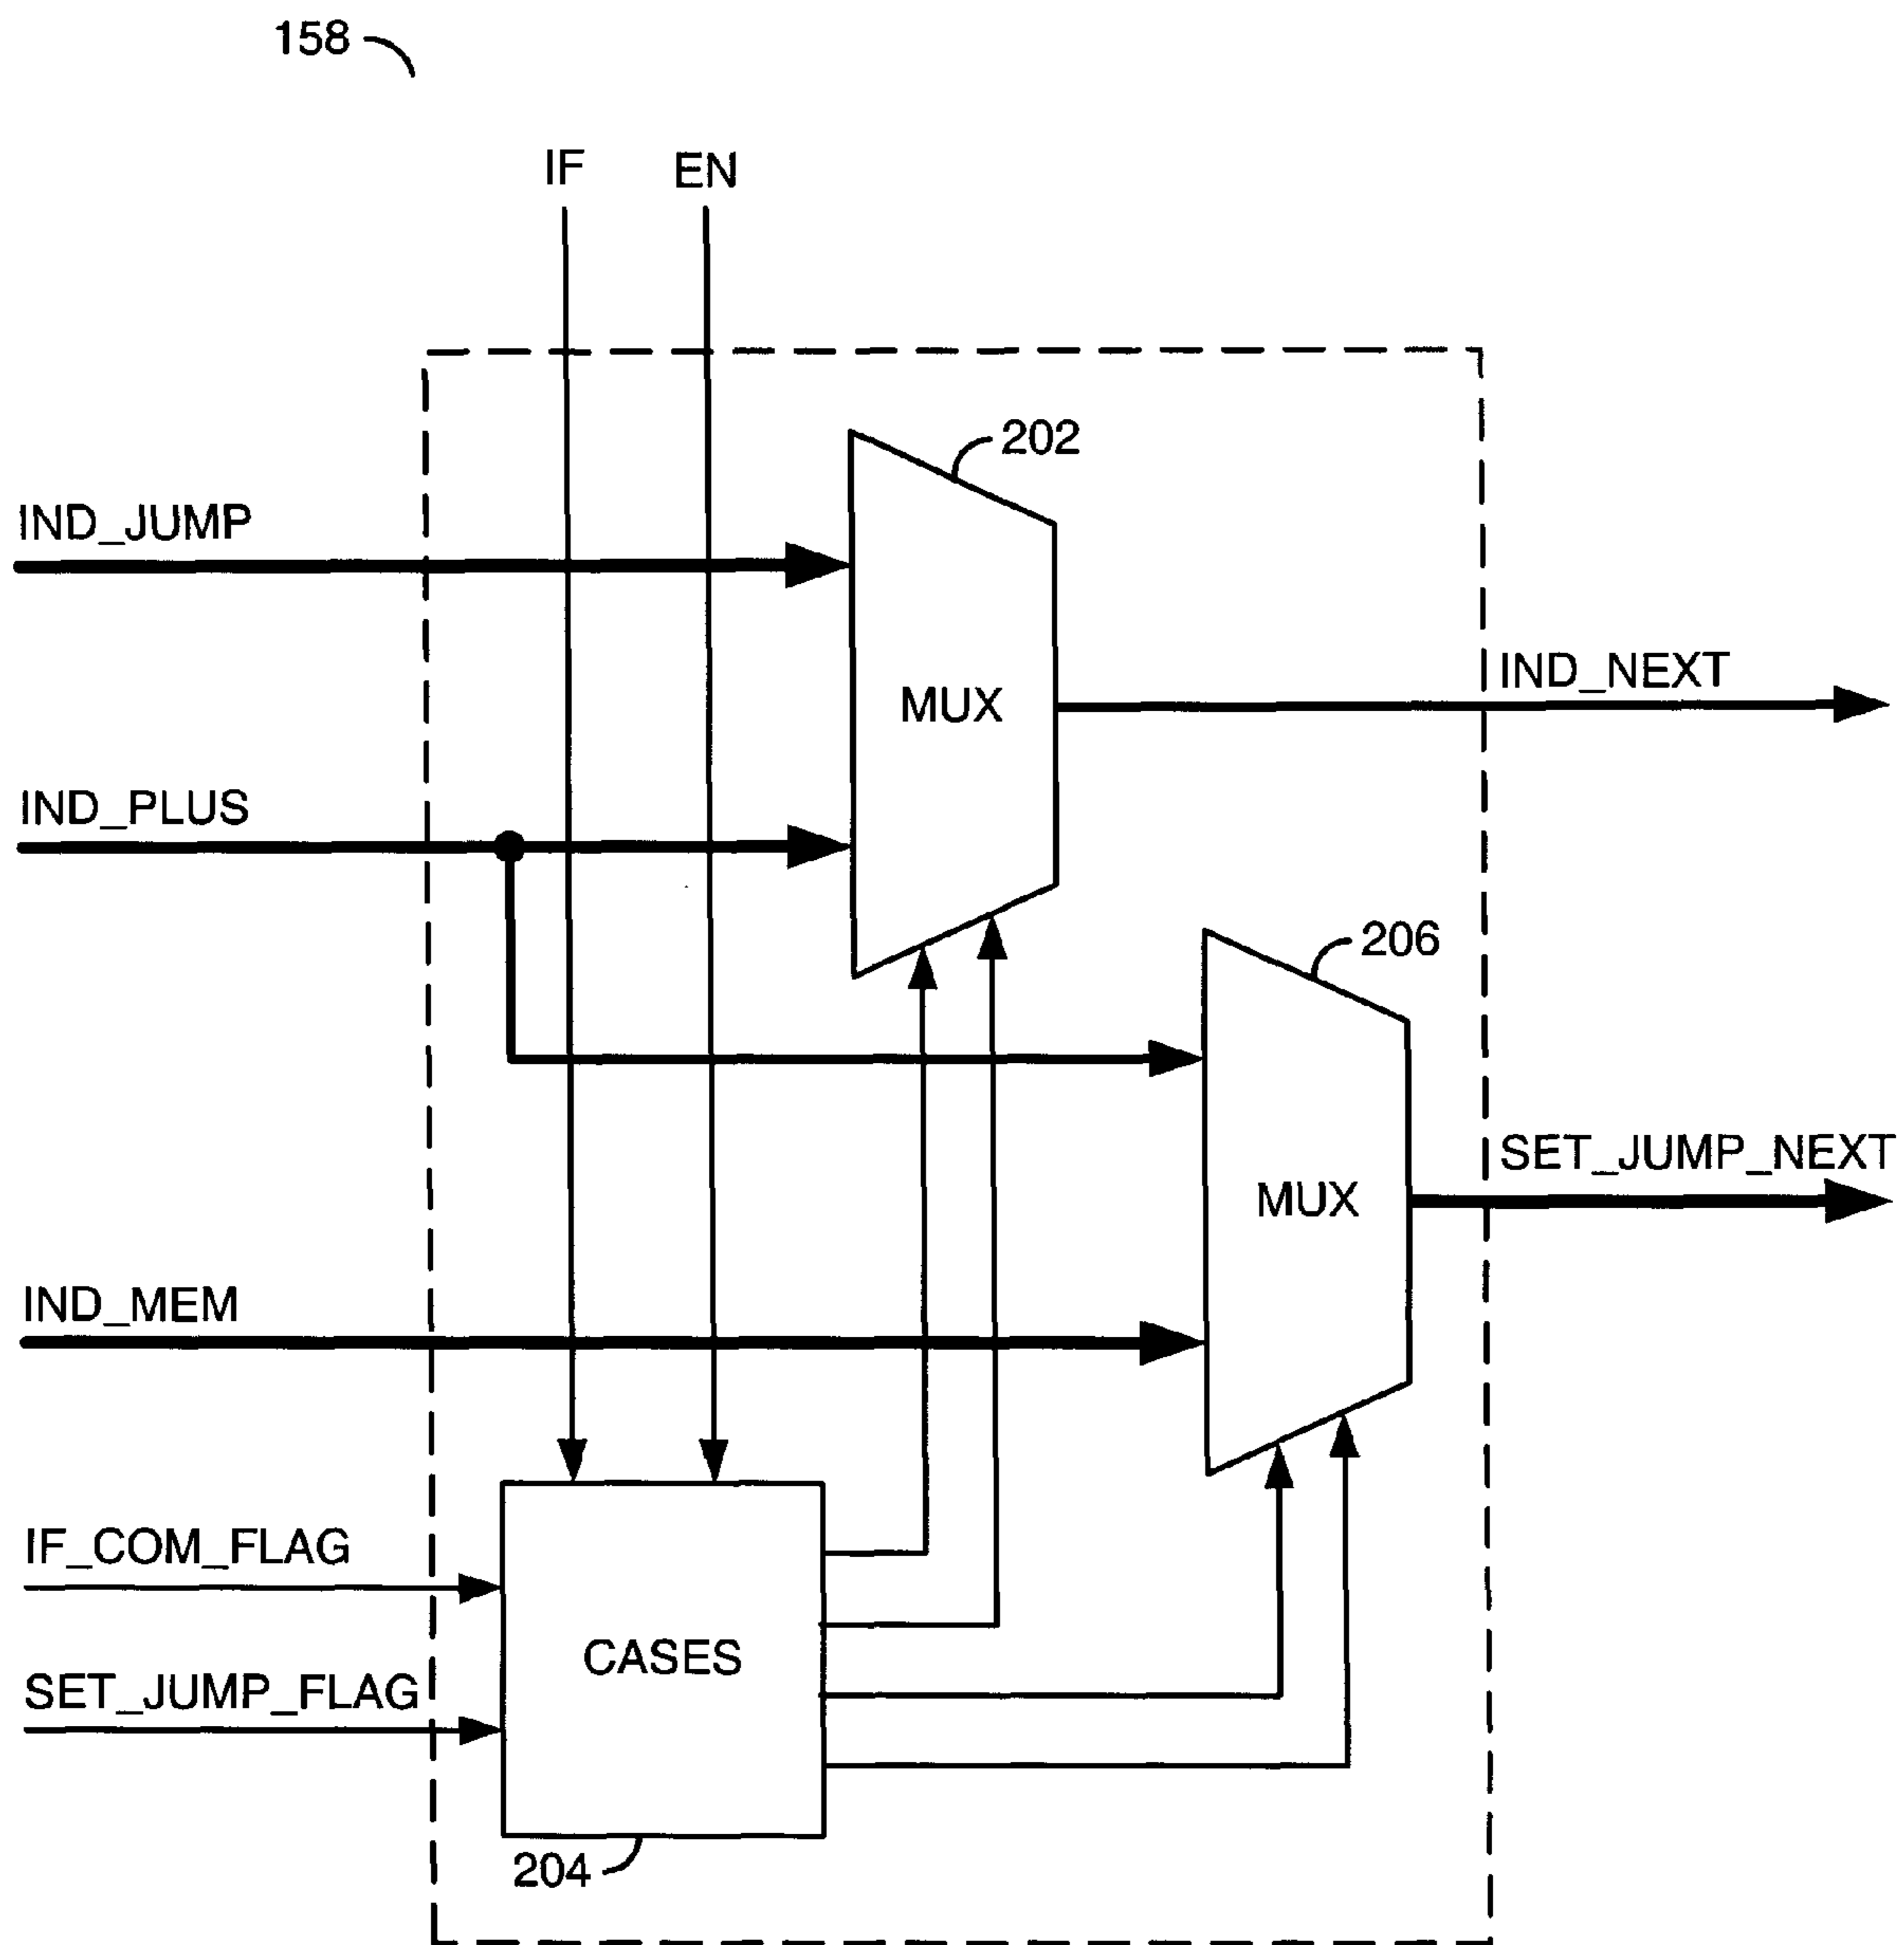 158
IF
EN
202
IND_JUMP
MUX
IND_NEXT
IND_PLUS
206
SET_JUMP_NEXT
MUX
IND_MEM
IF_COM_FLAG
CASES
SET_JUMP_FLAG
204